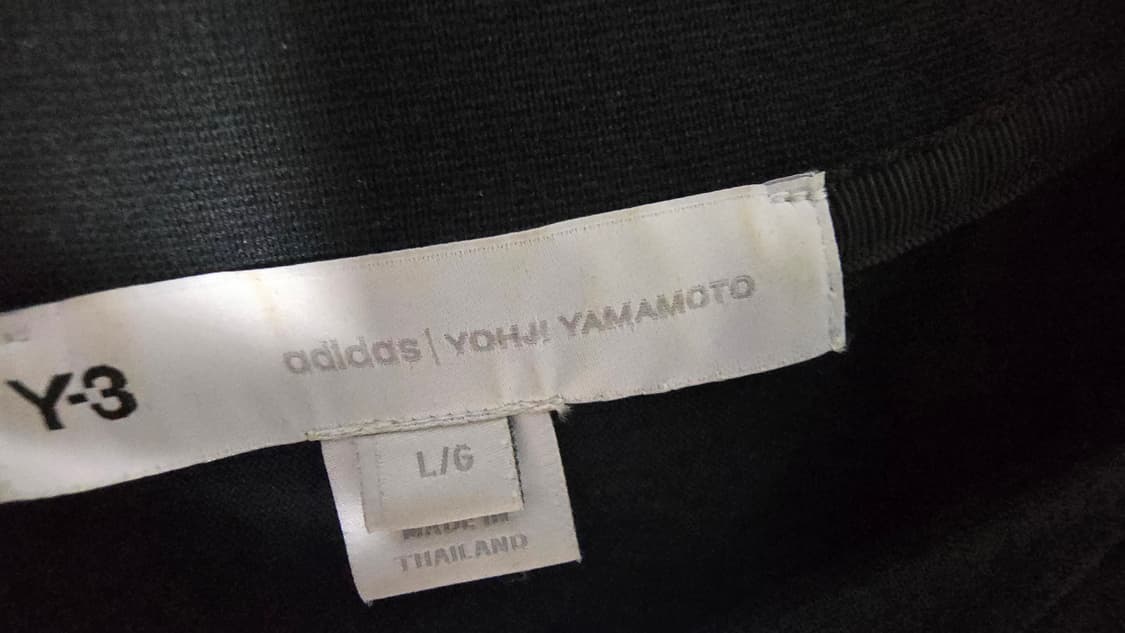 Y-3 adidas | YOHJI YAMAMOTO
L/G
MADE IN
THAILAND